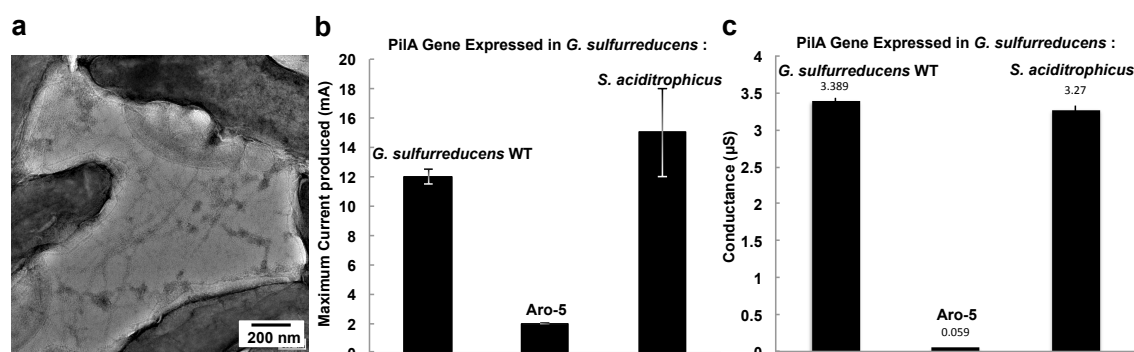 a
200 nm
b
PilA Gene Expressed in G. sulfurreducens :
Maximum Current produced (mA)
20
18
16
14
12
10
8
6
4
2
0
G. sulfurreducens WT
Aro-5
S. aciditrophicus
c
PilA Gene Expressed in G. sulfurreducens :
Conductance (µS)
4
3.5
3
2.5
2
1.5
1
0.5
0
G. sulfurreducens WT
3.389
Aro-5
0.059
S. aciditrophicus
3.27